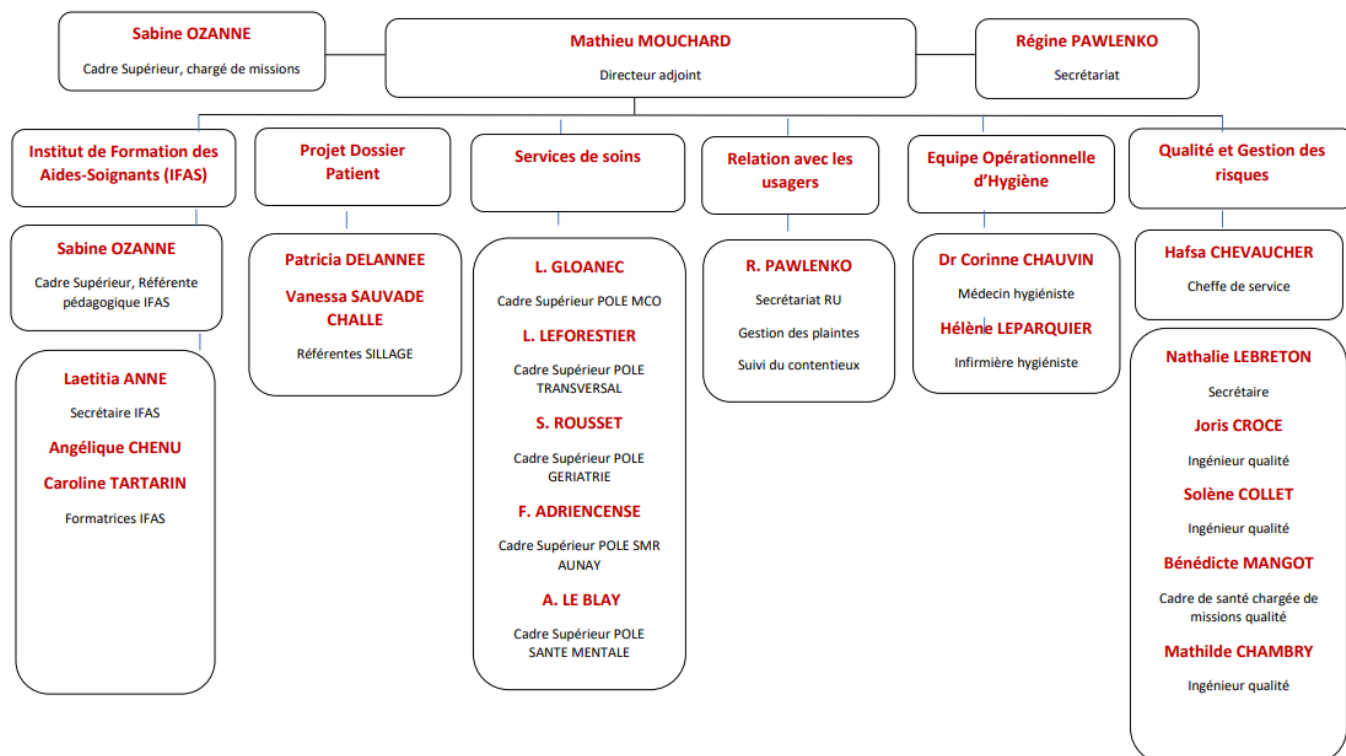 Sabine OZANNE
Cadre Supérieur, chargé de missions
Mathieu MOUCHARD
Directeur adjoint
Régine PAWLENKO
Secrétariat
Institut de Formation des
Aides-Soignants (IFAS)
Projet Dossier
Patient
Services de soins
Relation avec les
usagers
Equipe Opérationnelle
d’Hygiène
Qualité et Gestion des
risques
Sabine OZANNE
Cadre Supérieur, Référente
pédagogique IFAS
Laetitia ANNE
Secrétaire IFAS
Angélique CHENU
Caroline TARTARIN
Formatrices IFAS
Patricia DELANNEE
Vanessa SAUVADE
CHALLE
Référentes SILLAGE
L. GLOANEC
Cadre Supérieur POLE MCO
L. LEFORESTIER
Cadre Supérieur POLE
TRANSVERSAL
S. ROUSSET
Cadre Supérieur POLE
GERIATRIE
F. ADRIENCENSE
Cadre Supérieur POLE SMR
AUNAY
A. LE BLAY
Cadre Supérieur POLE
SANTE MENTALE
R. PAWLENKO
Secrétariat RU
Gestion des plaintes
Suivi du contentieux
Dr Corinne CHAUVIN
Médecin hygiéniste
Hélène LEPARQUIER
Infirmière hygiéniste
Hafsa CHEVAUCHER
Cheffe de service
Nathalie LEBRETON
Secrétaire
Joris CROCE
Ingénieur qualité
Solène COLLET
Ingénieur qualité
Bénédicte MANGOT
Cadre de santé chargée de
missions qualité
Mathilde CHAMBRY
Ingénieur qualité